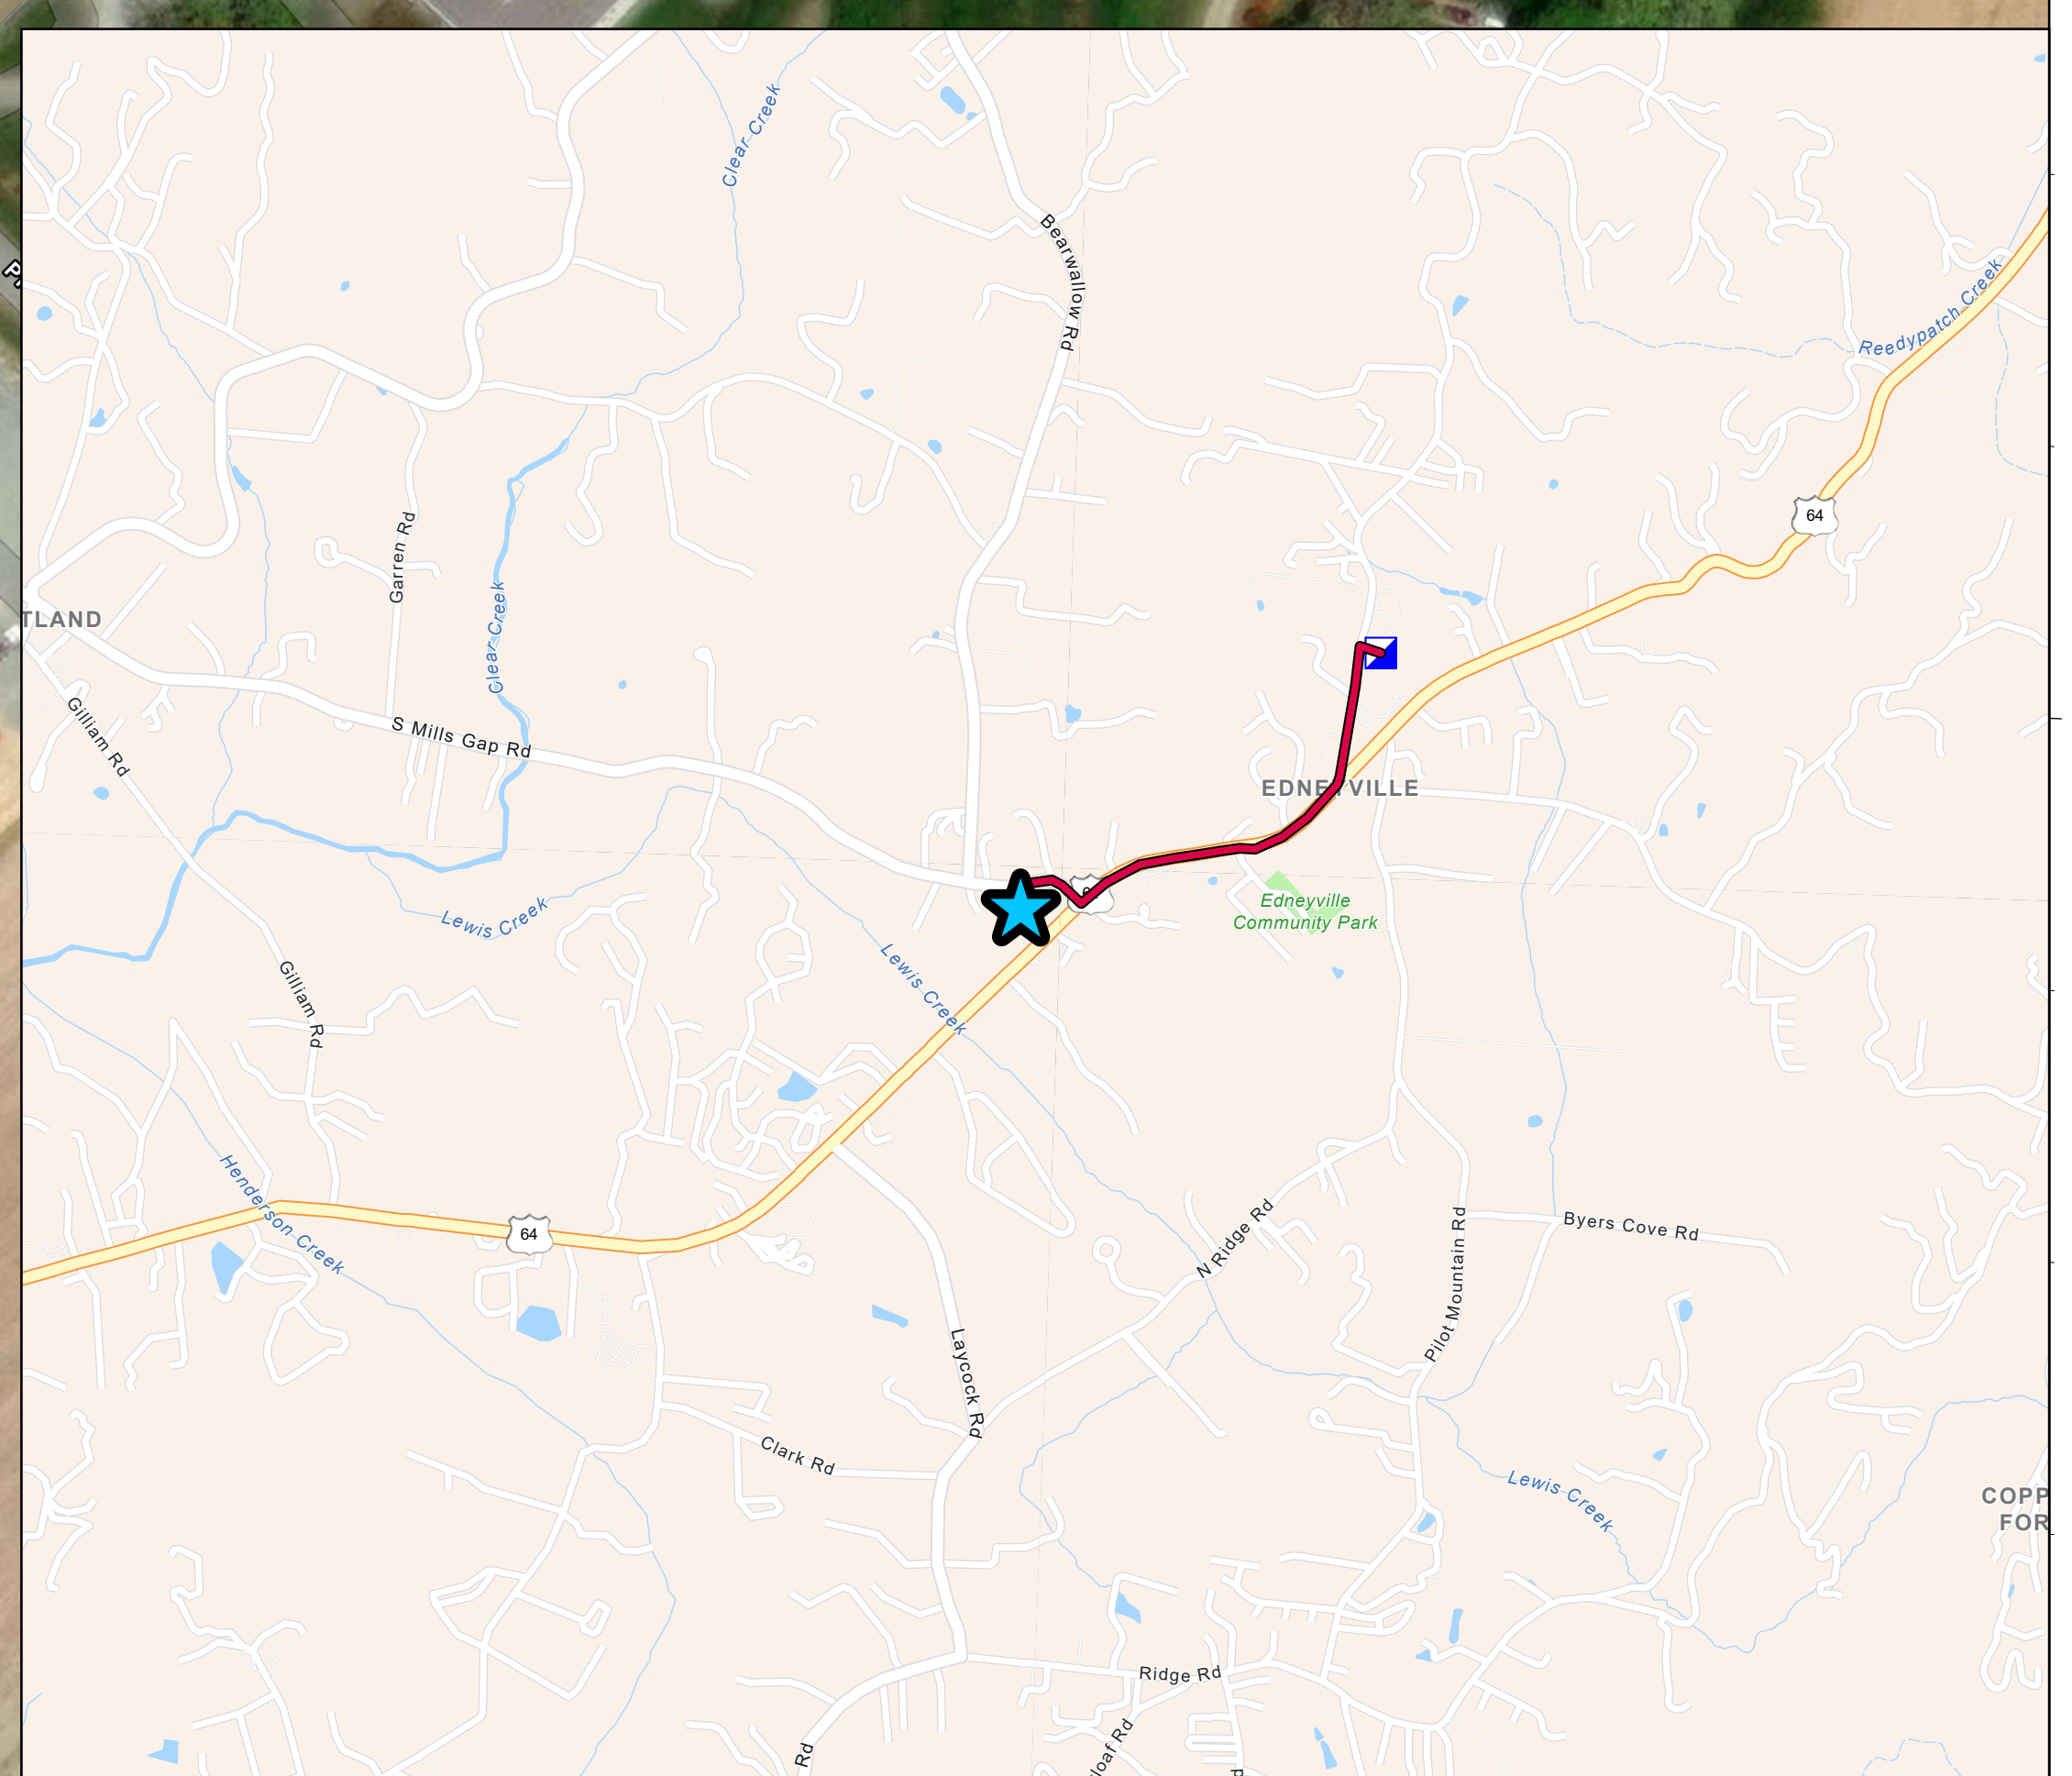 Clear Creek
Bearwallow Rd
Reedypatch Creek
64
Garren Rd
Clear Creek
TLAND
Gilliam Rd
S Mills Gap Rd
EDNEYVILLE
Edneyville
Community Park
Lewis Creek
Lewis Creek
Gilliam Rd
Henderson Creek
64
N Ridge Rd
Byers Cove Rd
Pilot Mountain Rd
Laycock Rd
Clark Rd
Lewis Creek
COPP
FOR
Ridge Rd
Rd
loaf Rd